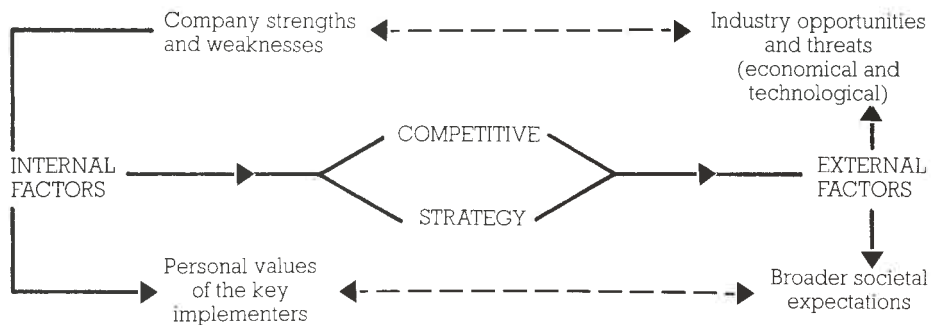 Company strengths
and weaknesses
Industry opportunities
and threats
(economical and
technological)
COMPETITIVE
INTERNAL
FACTORS
EXTERNAL
FACTORS
STRATEGY
Personal values
of the key
implementers
Broader societal
expectations